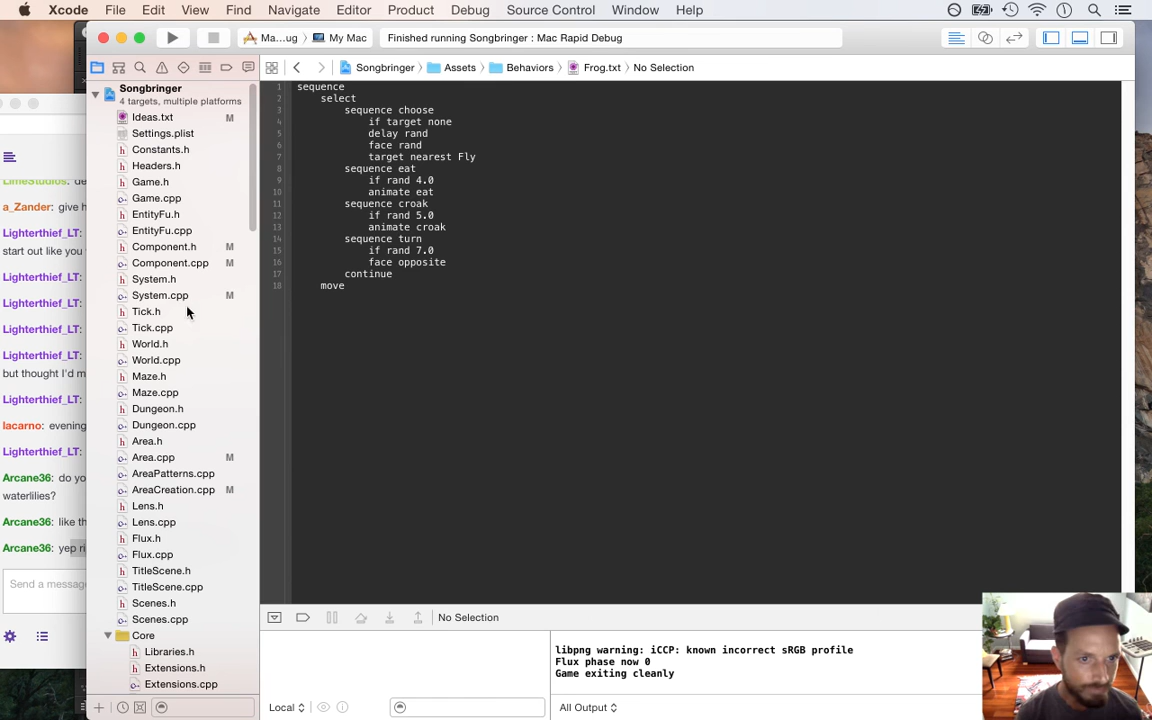 Xcode File Edit View Find Navigate Editor Product Debug Source Control Window Help
Ma...ug My Mac Finished running Songbringer : Mac Rapid Debug
Songbringer Assets Behaviors Frog.txt No Selection
Songbringer
4 targets, multiple platforms
Ideas.txt M
Settings.plist
Constants.h
Headers.h
Game.h
Game.cpp
EntityFu.h
EntityFu.cpp
Component.h M
Component.cpp M
System.h
System.cpp M
Tick.h
Tick.cpp
World.h
World.cpp
Maze.h
Maze.cpp
Dungeon.h
Dungeon.cpp
Area.h
Area.cpp M
AreaPatterns.cpp
AreaCreation.cpp M
Lens.h
Lens.cpp
Flux.h
Flux.cpp
TitleScene.h
TitleScene.cpp
Scenes.h
Scenes.cpp
Core
Libraries.h
Extensions.h
Extensions.cpp
1 sequence
2 select
3 sequence choose
4 if target none
5 delay rand
6 face rand
7 target nearest Fly
8 sequence eat
9 if rand 4.0
10 animate eat
11 sequence croak
12 if rand 5.0
13 animate croak
14 sequence turn
15 if rand 7.0
16 face opposite
17 continue
18 move
LimeStudios: de
a_Zander: give h
Lighterthief_LT:
start out like you
Lighterthief_LT:
Lighterthief_LT:
Lighterthief_LT:
Lighterthief_LT:
but thought I'd m
Lighterthief_LT:
lacarno: evening
Lighterthief_LT:
Arcane36: do yo
waterlilies?
Arcane36: like th
Arcane36: yep ri
Send a message
No Selection
libpng warning: iCCP: known incorrect sRGB profile
Flux phase now 0
Game exiting cleanly
Local
All Output